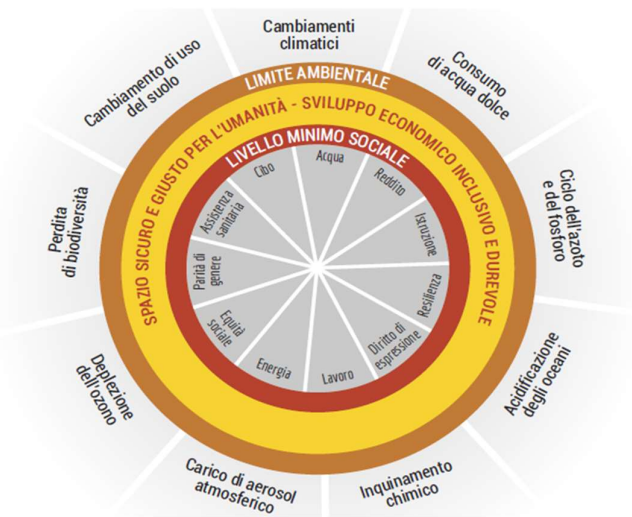 Cambiamenti
climatici
Consumo
di acqua dolce
Ciclo dell'azoto
e del fosforo
Acidificazione
degli oceani
Inquinamento
chimico
Carico di aerosol
atmosferico
Deplezione
dell'ozono
Perdita
di biodiversità
Cambiamento di uso
del suolo
LIMITE AMBIENTALE
SPAZIO SICURO E GIUSTO PER L'UMANITÀ - SVILUPPO ECONOMICO INCLUSIVO E DUREVOLE
LIVELLO MINIMO SOCIALE
Acqua
Reddito
Istruzione
Resilienza
Diritto di
espressione
Lavoro
Energia
Equità
sociale
Parità di
genere
Assistenza
sanitaria
Cibo